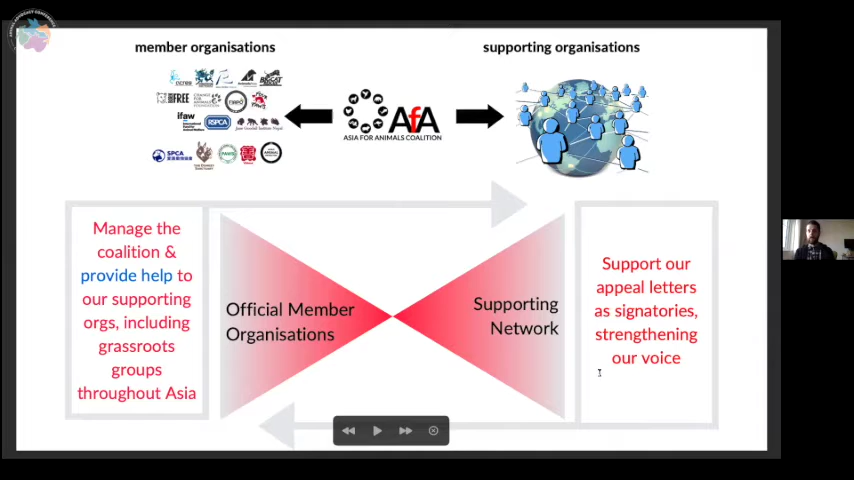 member organisations
supporting organisations
FREE
ifaw
RSPCA
SPCA
AfA
ASIA FOR ANIMALS COALITION
Manage the
coalition &
provide help to
our supporting
orgs, including
grassroots
groups
throughout Asia
Official Member
Organisations
Supporting
Network
Support our
appeal letters
as signatories,
strengthening
our voice